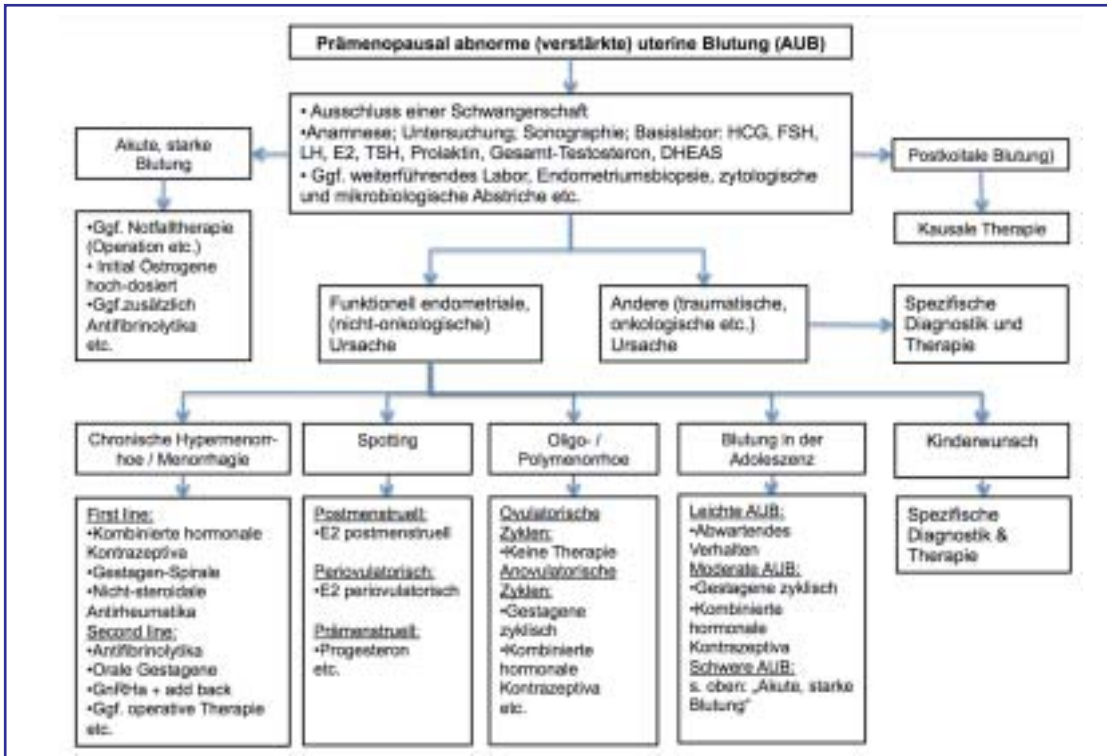 Prämenopausal abnorme (verstärkte) uterine Blutung (AUB)
• Ausschluss einer Schwangerschaft
•Anamnese; Untersuchung; Sonographie; Basislabor: HCG, FSH,
LH, E2, TSH, Prolaktin, Gesamt-Testosteron, DHEAS
• Ggf. weiterführendes Labor, Endometriumsbiopsie, zytologische
und mikrobiologische Abstriche etc.
Akute, starke
Blutung
•Ggf. Notfalltherapie
(Operation etc.)
• Initial Östrogene
hoch-dosiert
•Ggf.zusätzlich
Antifibrinolytika
etc.
Postkoitale Blutung)
Kausale Therapie
Funktionell endometriale,
(nicht-onkologische)
Ursache
Andere (traumatische,
onkologische etc.)
Ursache
Spezifische
Diagnostik und
Therapie
Chronische Hypermenorr-
hoe / Menorrhagie
First line:
•Kombinierte hormonale
Kontrazeptiva
•Gestagen-Spirale
•Nicht-steroidale
Antirheumatika
Second line:
•Antifibrinolytika
•Orale Gestagene
•GnRHa + add back
•Ggf. operative Therapie
etc.
Spotting
Postmenstruell:
•E2 postmenstruell
Periovulatorisch:
•E2 periovulatorisch
Prämenstruell:
•Progesteron
etc.
Oligo- /
Polymenorrhoe
Ovulatorische
Zyklen:
•Keine Therapie
Anovulatorische
Zyklen:
•Gestagene
zyklisch
•Kombinierte
hormonale
Kontrazeptiva
etc.
Blutung in der
Adoleszenz
Leichte AUB:
•Abwartendes
Verhalten
Moderate AUB:
•Gestagene zyklisch
•Kombinierte
hormonale
Kontrazeptiva
Schwere AUB:
s. oben: „Akute, starke
Blutung"
Kinderwunsch
Spezifische
Diagnostik &
Therapie